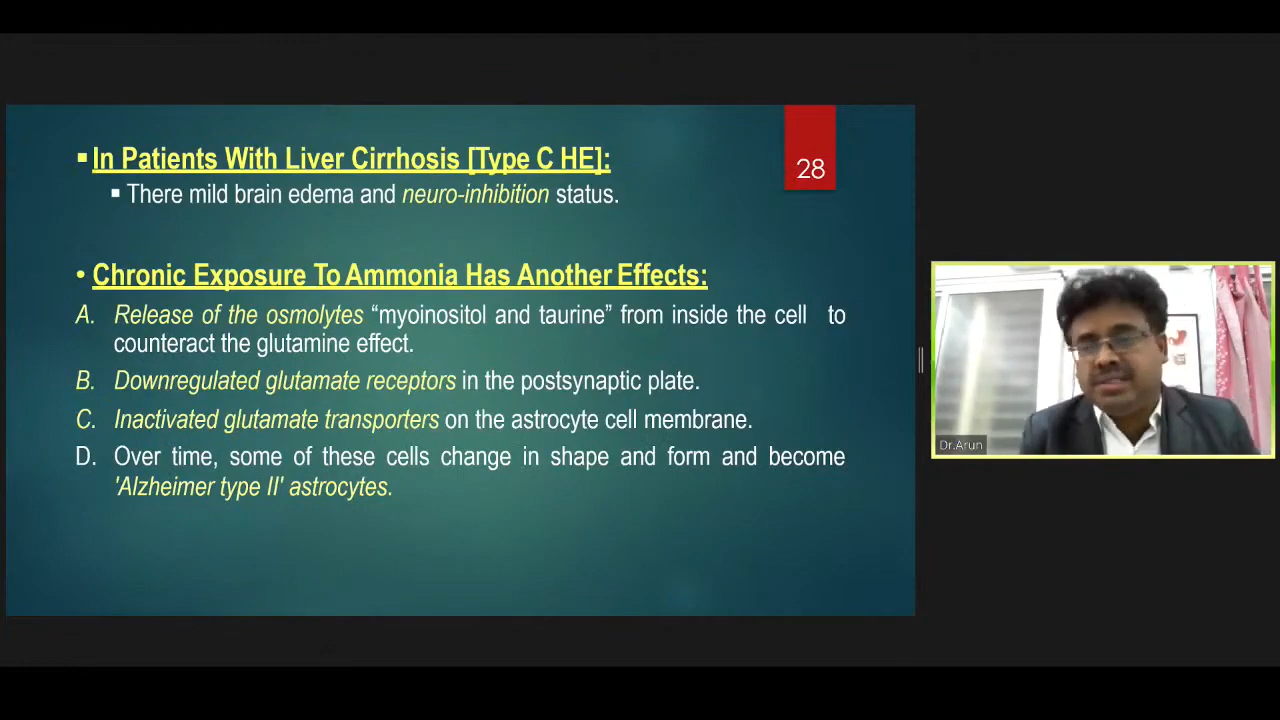 ▪In Patients With Liver Cirrhosis [Type C HE]:
▪ There mild brain edema and neuro-inhibition status.
28
• Chronic Exposure To Ammonia Has Another Effects:
A. Release of the osmolytes “myoinositol and taurine” from inside the cell to
counteract the glutamine effect.
B. Downregulated glutamate receptors in the postsynaptic plate.
C. Inactivated glutamate transporters on the astrocyte cell membrane.
D. Over time, some of these cells change in shape and form and become
'Alzheimer type II' astrocytes.
Dr.Arun